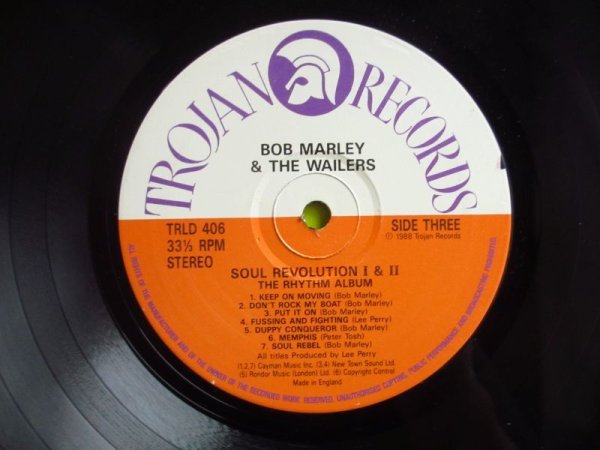 TROJAN RECORDS
BOB MARLEY
& THE WAILERS
TRLD 406
33⅓ RPM
STEREO
SIDE THREE
℗ 1988 Trojan Records
SOUL REVOLUTION I & II
THE RHYTHM ALBUM
1. KEEP ON MOVING (Bob Marley)
2. DON'T ROCK MY BOAT (Bob Marley)
3. PUT IT ON (Bob Marley)
4. FUSSING AND FIGHTING (Lee Perry)
5. DUPPY CONQUEROR (Bob Marley)
6. MEMPHIS (Peter Tosh)
7. SOUL REBEL (Bob Marley)
All titles Produced by Lee Perry
(1,2,7) Cayman Music Inc. (3,4) New Town Sound Ltd.
(5) Rondor Music (London) Ltd. (6) Copyright Control
Made in England
ALL RIGHTS OF THE MANUFACTURER AND OF THE OWNER OF THE RECORDED WORK RESERVED. UNAUTHORISED COPYING, PUBLIC PERFORMANCE AND BROADCASTING PROHIBITED.